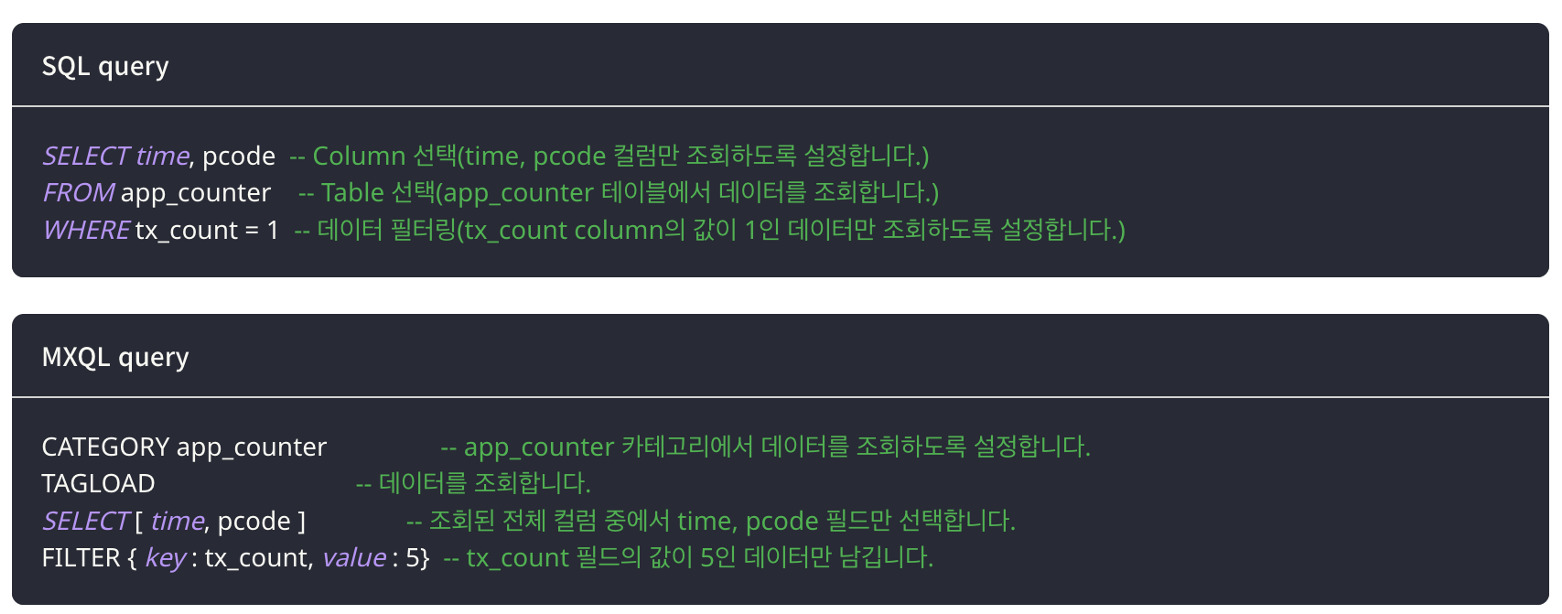 SQL query
SELECT time, pcode -- Column 선택(time, pcode 컬럼만 조회하도록 설정합니다.)
FROM app_counter -- Table 선택(app_counter 테이블에서 데이터를 조회합니다.)
WHERE tx_count = 1 -- 데이터 필터링(tx_count column의 값이 1인 데이터만 조회하도록 설정합니다.)
MXQL query
CATEGORY app_counter -- app_counter 카테고리에서 데이터를 조회하도록 설정합니다.
TAGLOAD -- 데이터를 조회합니다.
SELECT [ time, pcode ] -- 조회된 전체 컬럼 중에서 time, pcode 필드만 선택합니다.
FILTER { key : tx_count, value : 5} -- tx_count 필드의 값이 5인 데이터만 남깁니다.